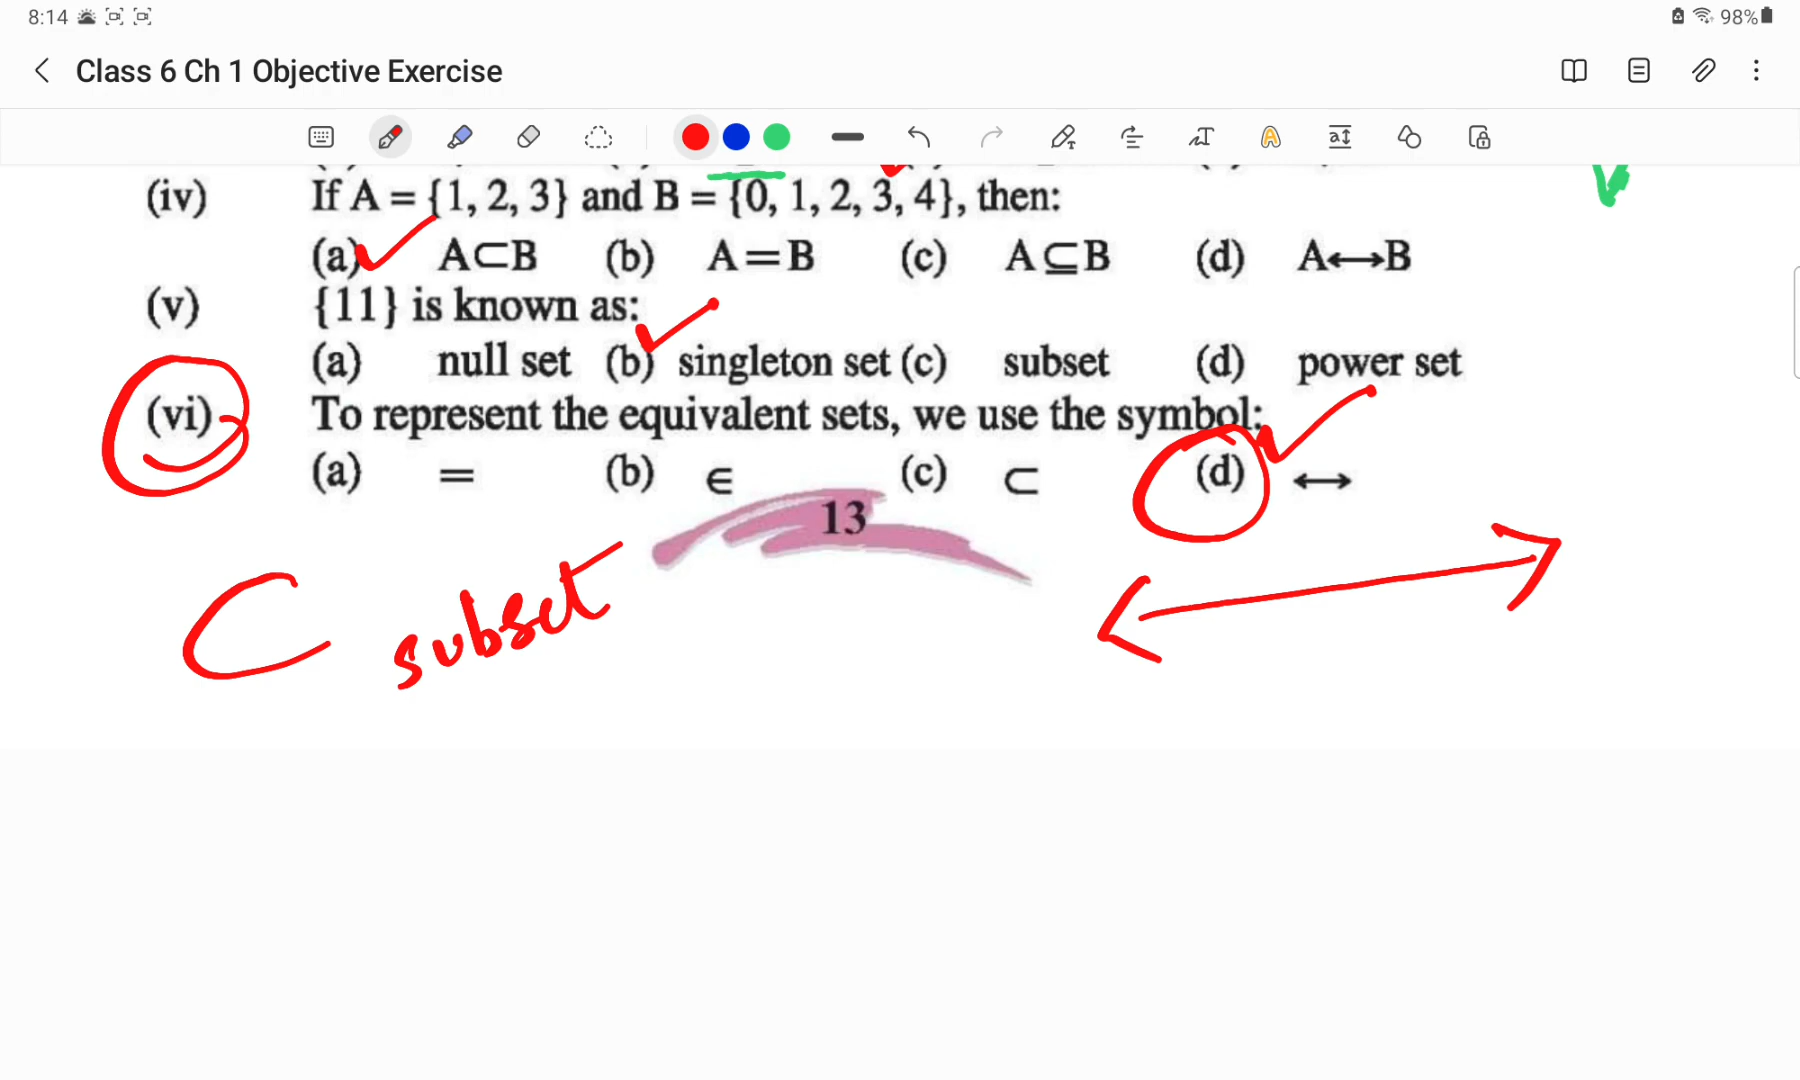 8:14 98%
Class 6 Ch 1 Objective Exercise
(iv) If A = {1, 2, 3} and B = {0, 1, 2, 3, 4}, then:
(a) A⊂B (b) A=B (c) A⊆B (d) A↔B
(v) {11} is known as:
(a) null set (b) singleton set (c) subset (d) power set
(vi) To represent the equivalent sets, we use the symbol:
(a) = (b) ∈ (c) ⊂ (d) ↔
13
⊂ subset ↔